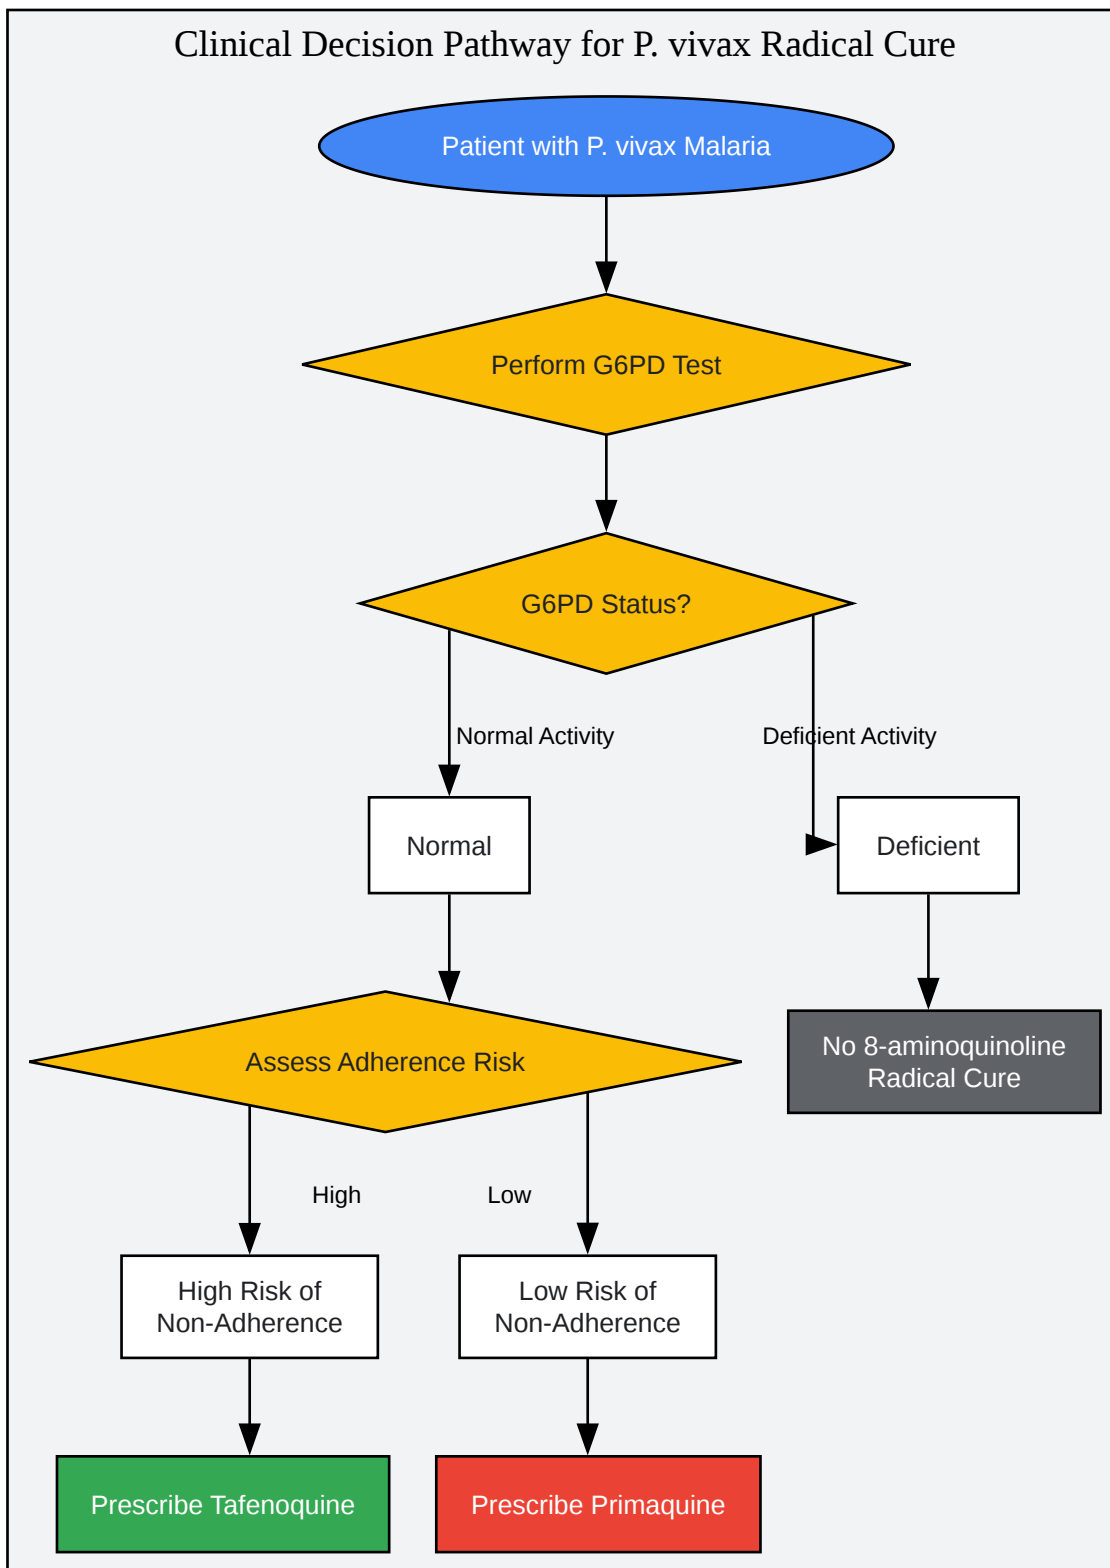 Clinical Decision Pathway for P. vivax Radical Cure
Patient with P. vivax Malaria
Perform G6PD Test
G6PD Status?
Normal Activity
Deficient Activity
Normal
Deficient
No 8-aminoquinoline
Radical Cure
Assess Adherence Risk
High
Low
High Risk of
Non-Adherence
Low Risk of
Non-Adherence
Prescribe Tafenoquine
Prescribe Primaquine